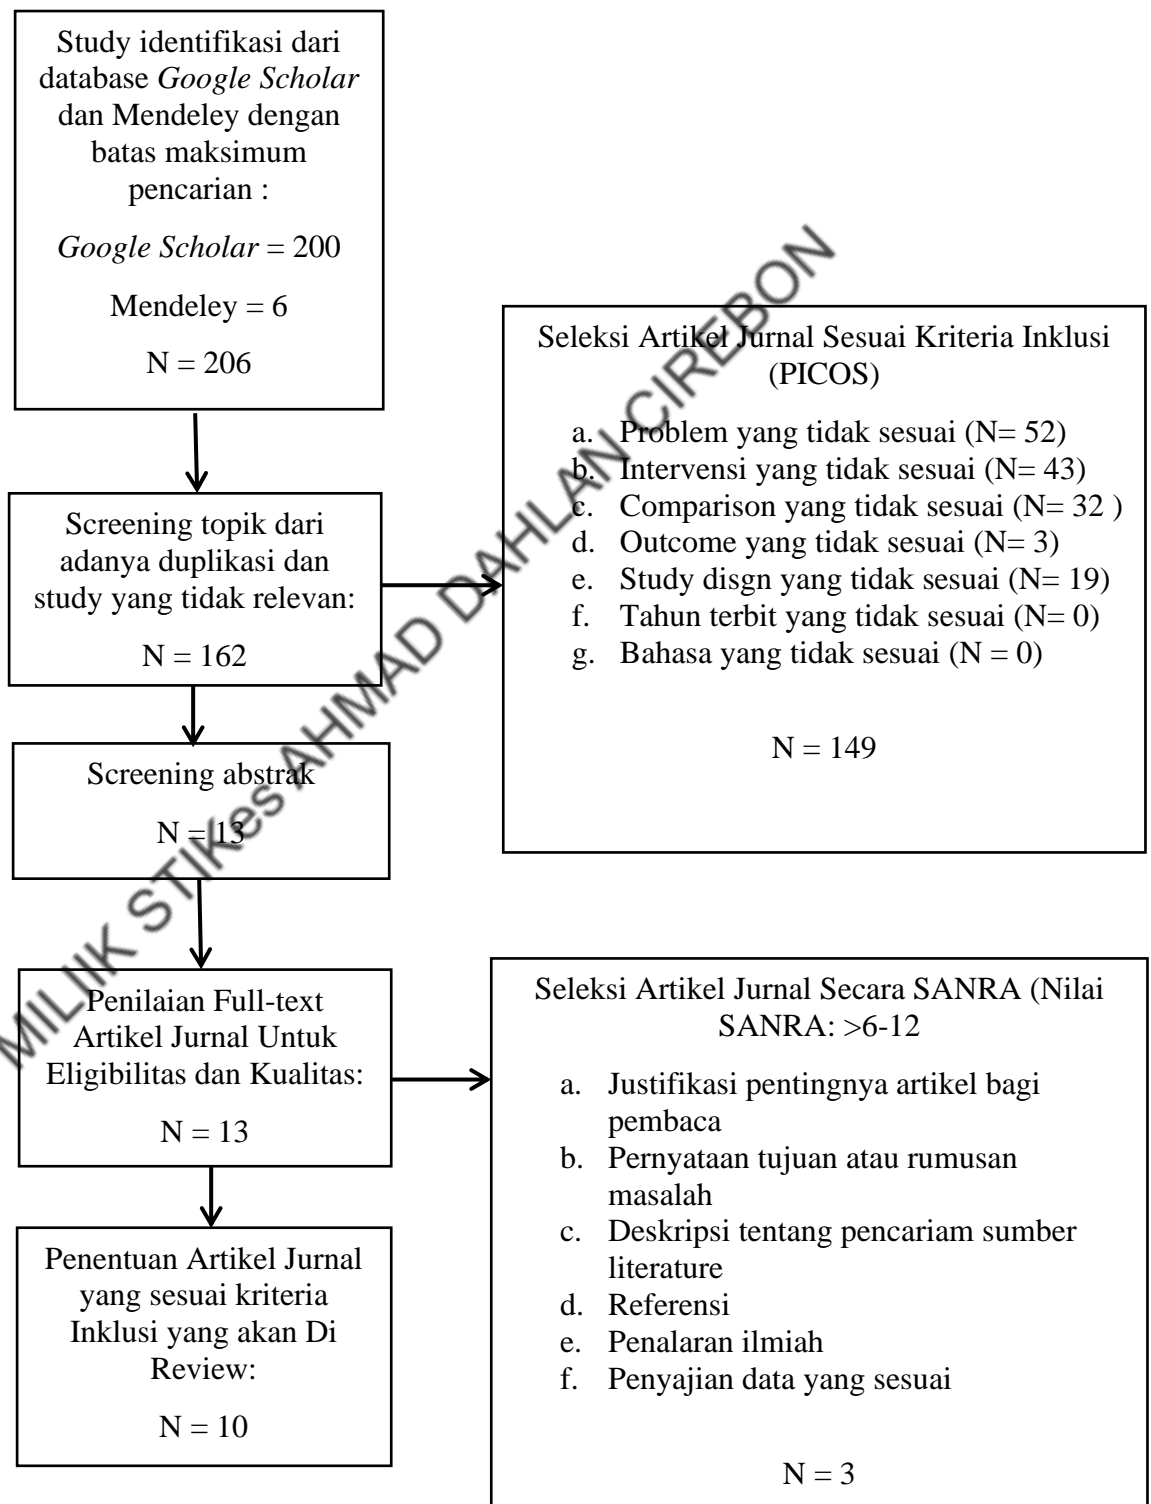 Study identifikasi dari
database Google Scholar
dan Mendeley dengan
batas maksimum
pencarian :
Google Scholar = 200
Mendeley = 6
N = 206
Screening topik dari
adanya duplikasi dan
study yang tidak relevan:
N = 162
Seleksi Artikel Jurnal Sesuai Kriteria Inklusi
(PICOS)
a. Problem yang tidak sesuai (N= 52)
b. Intervensi yang tidak sesuai (N= 43)
c. Comparison yang tidak sesuai (N= 32 )
d. Outcome yang tidak sesuai (N= 3)
e. Study disgn yang tidak sesuai (N= 19)
f. Tahun terbit yang tidak sesuai (N= 0)
g. Bahasa yang tidak sesuai (N = 0)
N = 149
Screening abstrak
N = 13
Penilaian Full-text
Artikel Jurnal Untuk
Eligibilitas dan Kualitas:
N = 13
Seleksi Artikel Jurnal Secara SANRA (Nilai
SANRA: >6-12
a. Justifikasi pentingnya artikel bagi
pembaca
b. Pernyataan tujuan atau rumusan
masalah
c. Deskripsi tentang pencariam sumber
literature
d. Referensi
e. Penalaran ilmiah
f. Penyajian data yang sesuai
N = 3
Penentuan Artikel Jurnal
yang sesuai kriteria
Inklusi yang akan Di
Review:
N = 10
MILIIK STIKes AHMAD DAHLAN CIREBON